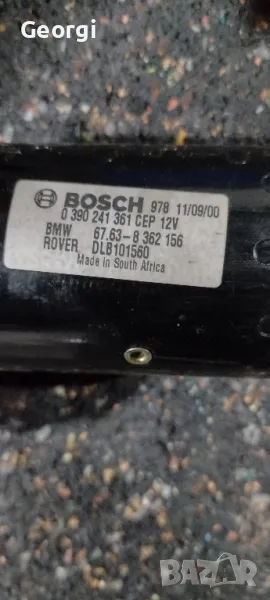 Georgi
BOSCH 978 11/09/00
0 390 241 361 CEP 12V
BMW 67.63-8 362 156
ROVER DLB101560
Made in South Africa
BAZAR